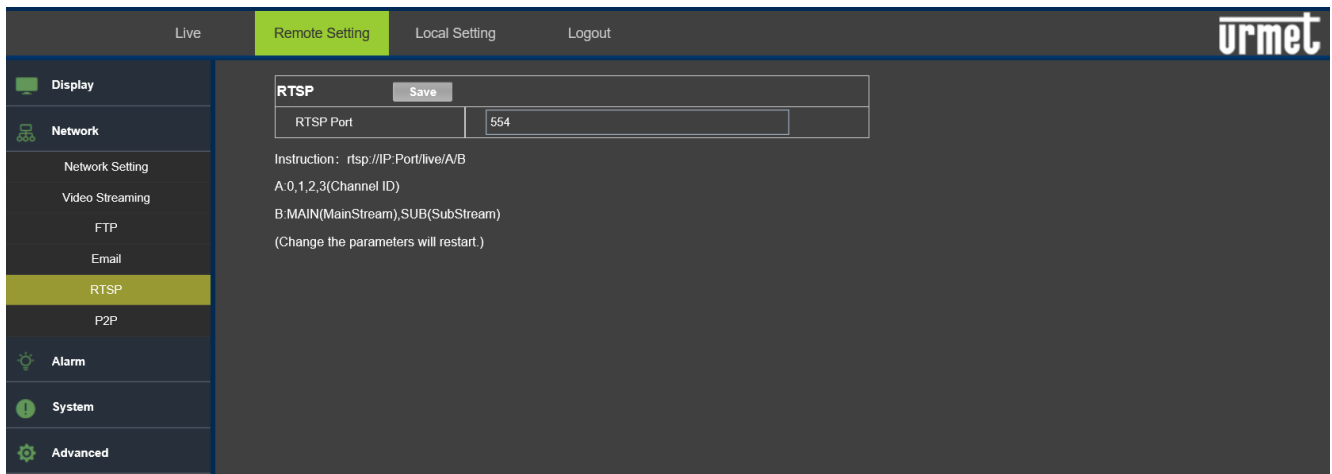 Live Remote Setting Local Setting Logout urmet
Display
Network
Network Setting
Video Streaming
FTP
Email
RTSP
P2P
Alarm
System
Advanced
RTSP Save
RTSP Port 554
Instruction: rtsp://IP:Port/live/A/B
A:0,1,2,3(Channel ID)
B:MAIN(MainStream),SUB(SubStream)
(Change the parameters will restart.)